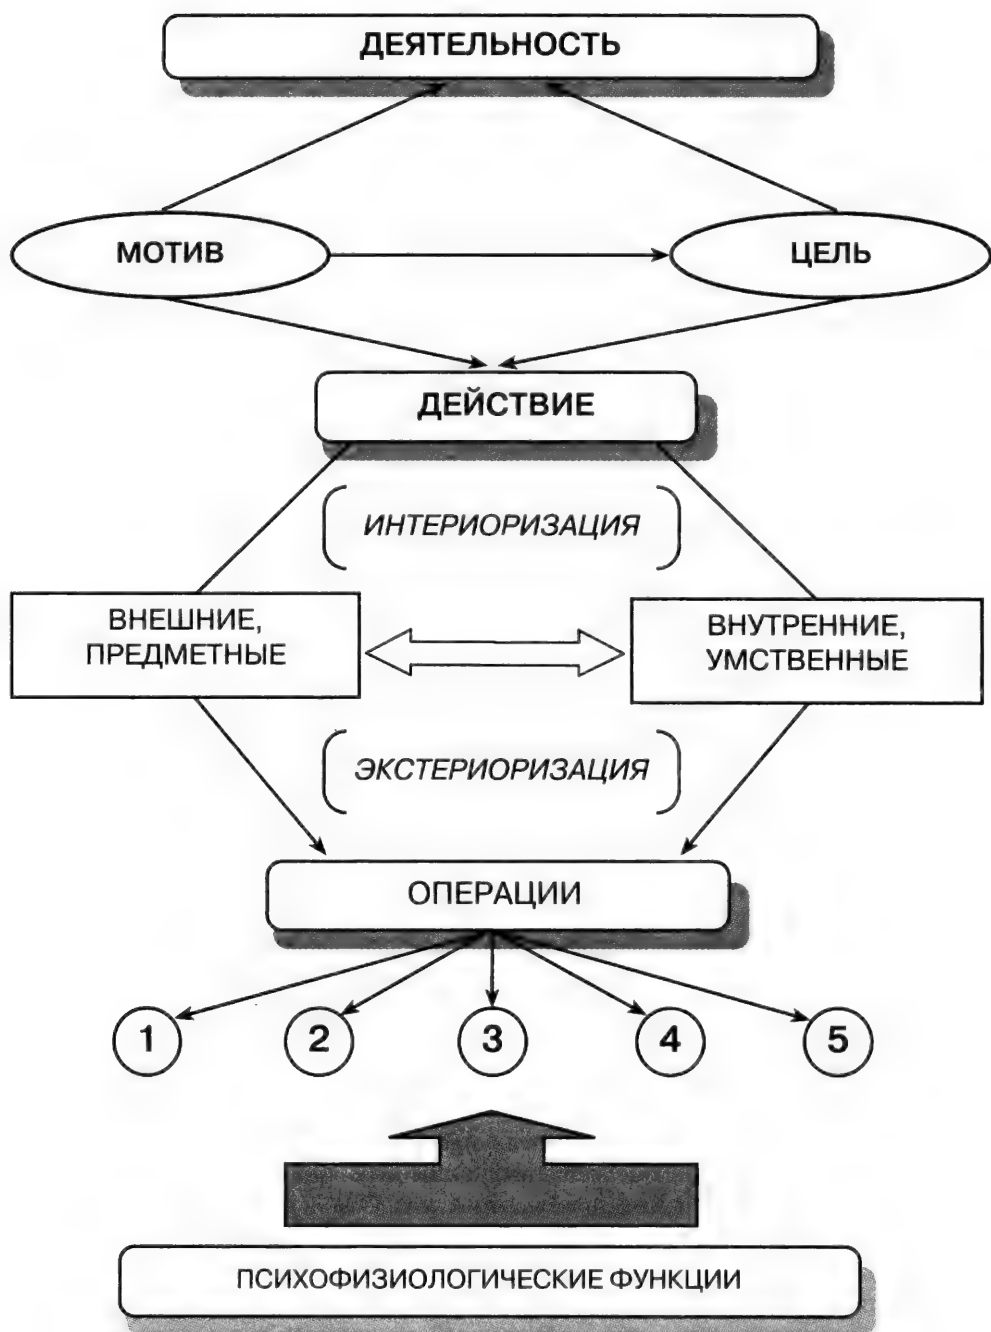 ДЕЯТЕЛЬНОСТЬ
МОТИВ
ЦЕЛЬ
ДЕЙСТВИЕ
ИНТЕРИОРИЗАЦИЯ
ВНЕШНИЕ,
ПРЕДМЕТНЫЕ
ВНУТРЕННИЕ,
УМСТВЕННЫЕ
ЭКСТЕРИОРИЗАЦИЯ
ОПЕРАЦИИ
1
2
3
4
5
ПСИХОФИЗИОЛОГИЧЕСКИЕ ФУНКЦИИ